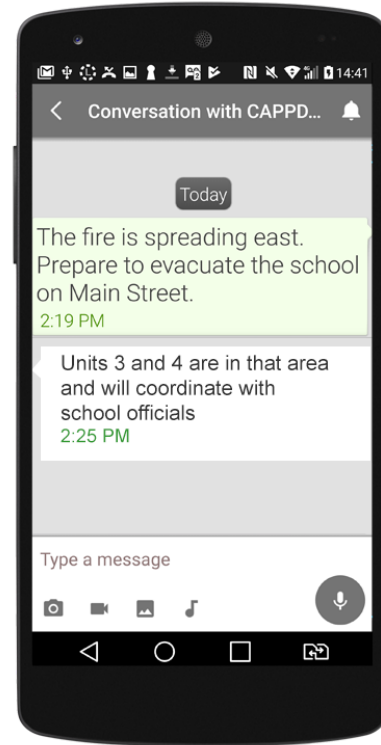 14:41
Conversation with CAPPD...
Today
The fire is spreading east.
Prepare to evacuate the school
on Main Street.
2:19 PM
Units 3 and 4 are in that area
and will coordinate with
school officials
2:25 PM
Type a message